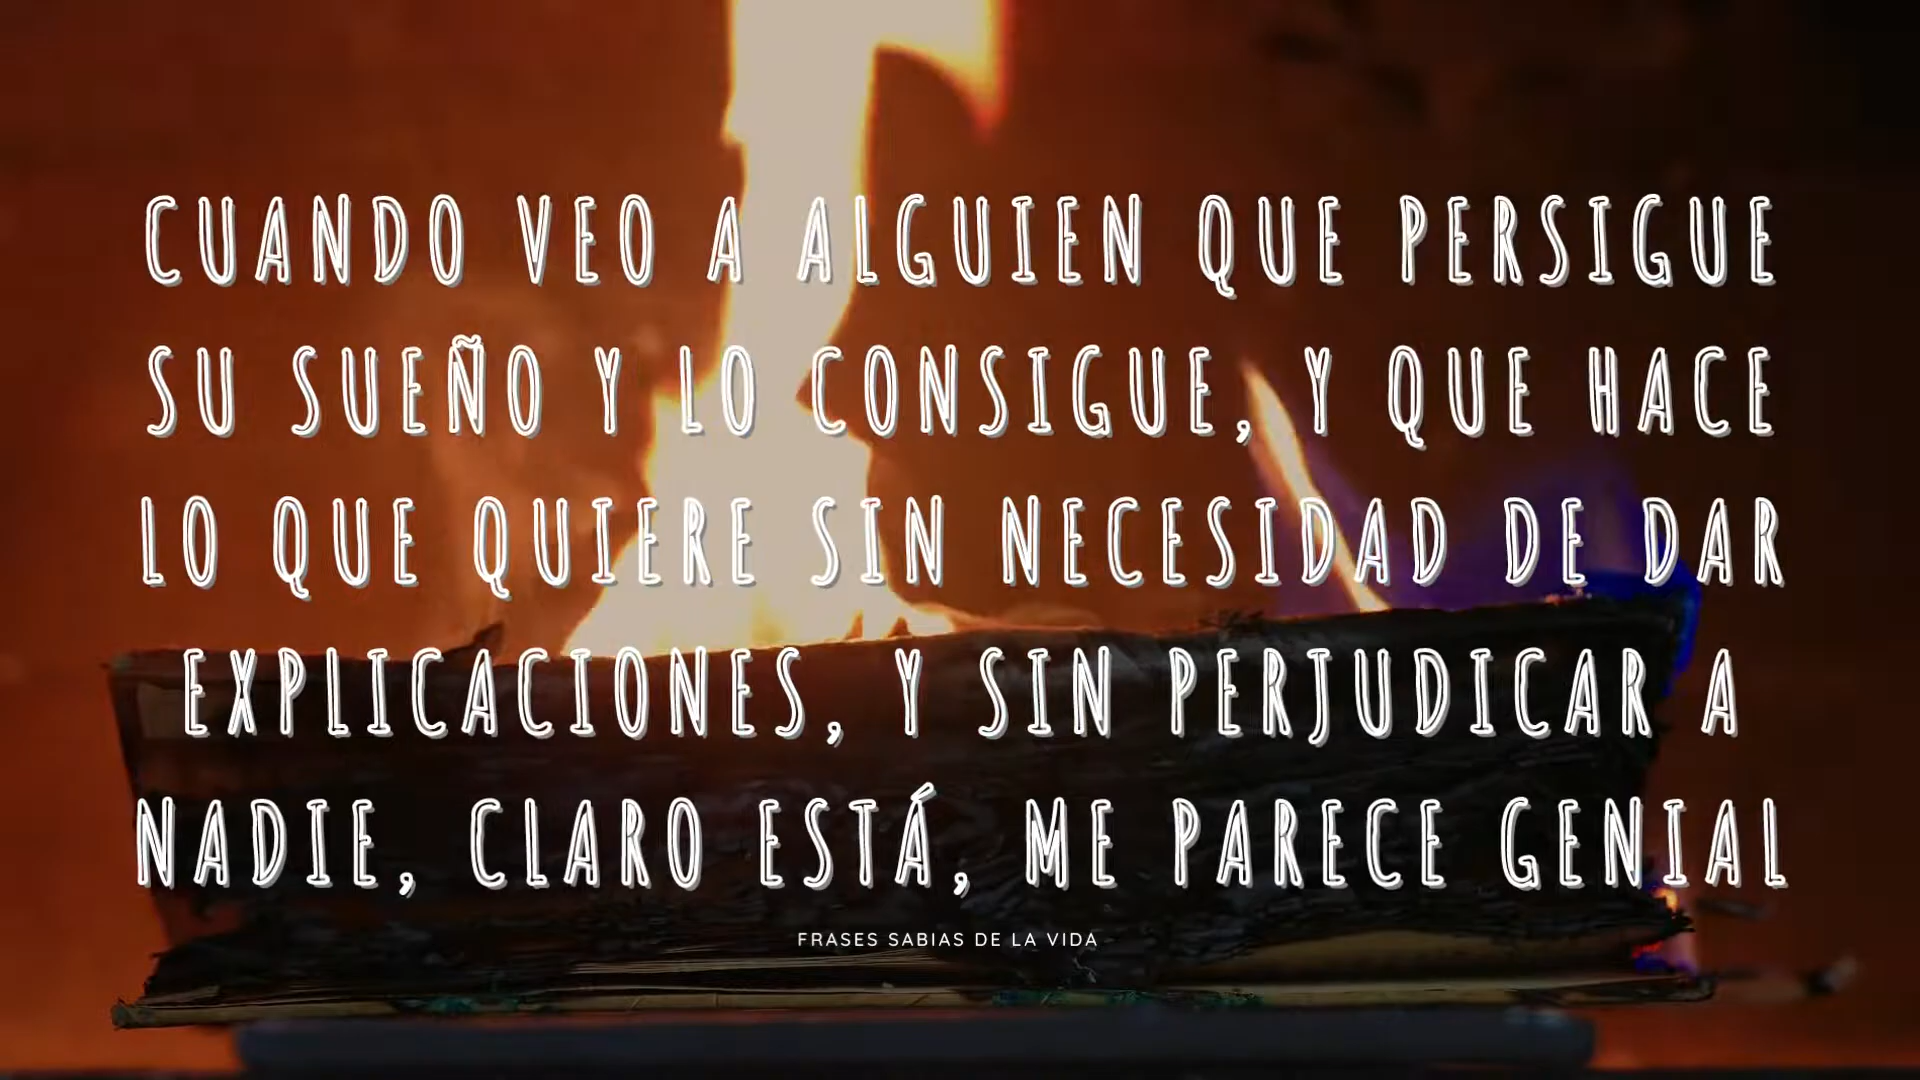 CUANDO VEO A ALGUIEN QUE PERSIGUE
SU SUEÑO Y LO CONSIGUE, Y QUE HACE
LO QUE QUIERE SIN NECESIDAD DE DAR
EXPLICACIONES, Y SIN PERJUDICAR A
NADIE, CLARO ESTÁ, ME PARECE GENIAL
FRASES SABIAS DE LA VIDA